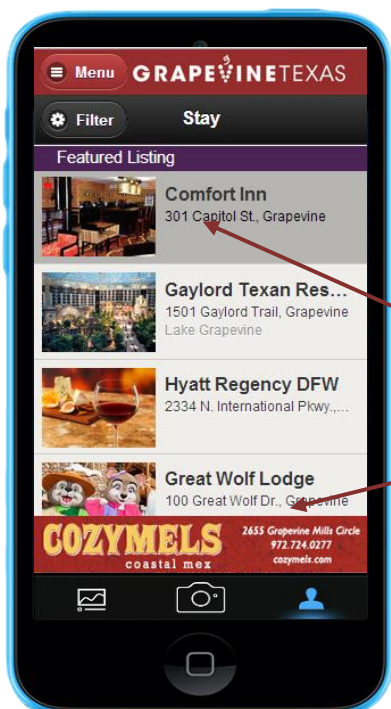 Menu GRAPEVINETEXAS
Filter Stay
Featured Listing
Comfort Inn
301 Capitol St., Grapevine
Gaylord Texan Res...
1501 Gaylord Trail, Grapevine
Lake Grapevine
Hyatt Regency DFW
2334 N. International Pkwy.,...
Great Wolf Lodge
100 Great Wolf Dr., Grapevine
COZYMELS
coastal mex
2655 Grapevine Mills Circle
972.724.0277
cozymels.com